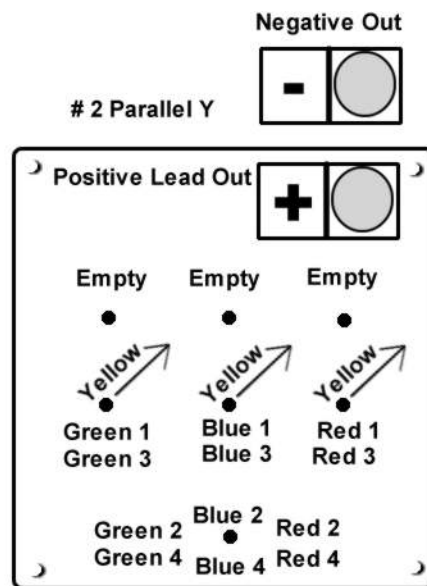 Negative Out
-
# 2 Parallel Y
Positive Lead Out
+
Empty Empty Empty
Yellow Yellow Yellow
Green 1 Blue 1 Red 1
Green 3 Blue 3 Red 3
Green 2 Blue 2 Red 2
Green 4 Blue 4 Red 4